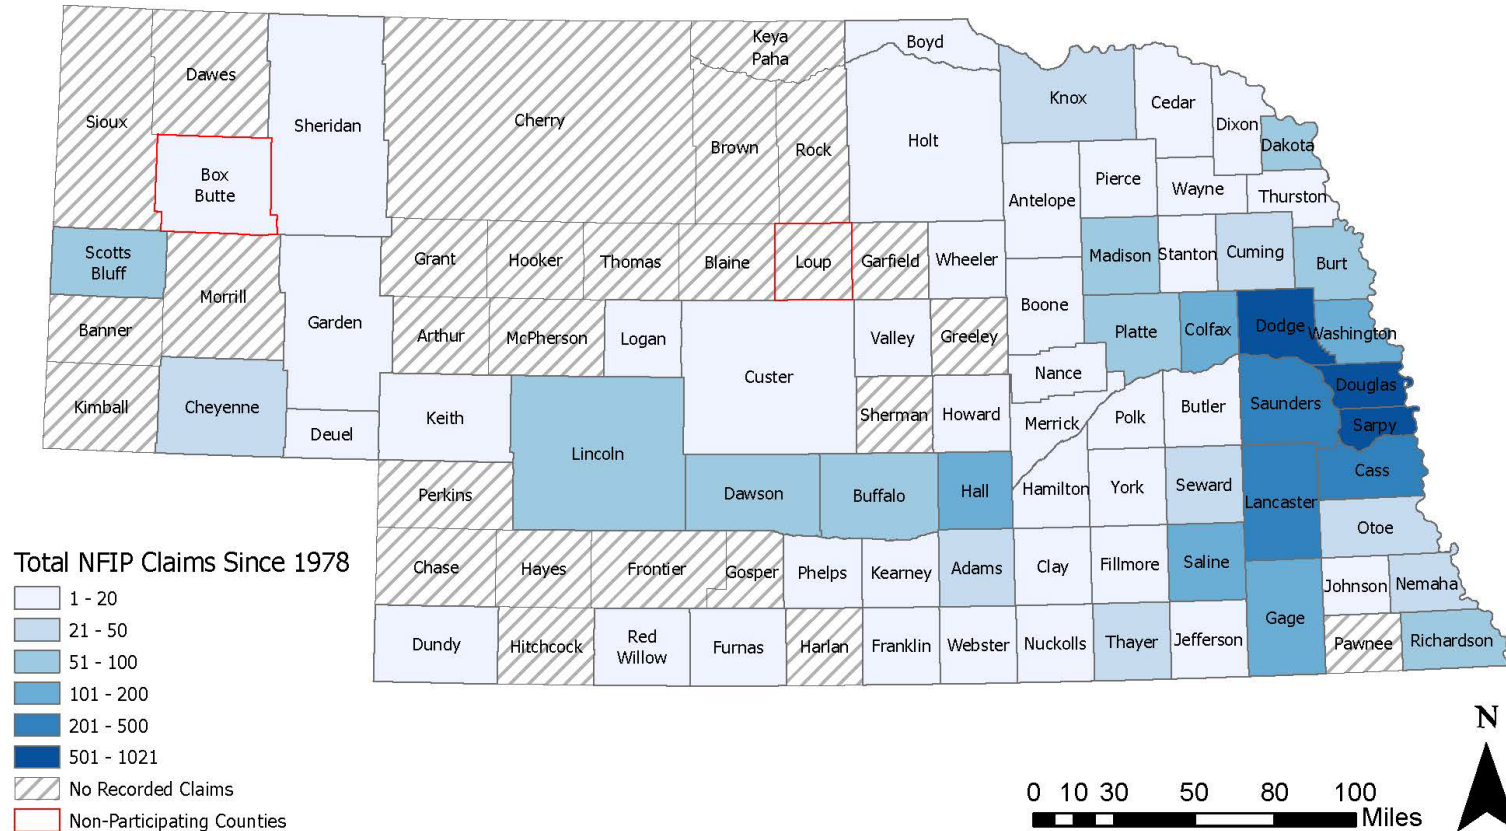 Keya
Paha
Boyd
Dawes
Knox
Cedar
Sioux
Sheridan
Cherry
Dixon
Holt
Brown
Rock
Dakota
Box
Butte
Pierce
Wayne
Antelope
Thurston
Scotts
Bluff
Grant
Hooker
Thomas
Blaine
Loup
Garfield
Wheeler
Madison
Stanton
Cuming
Burt
Morrill
Garden
Boone
Banner
Arthur
McPherson
Logan
Valley
Greeley
Platte
Colfax
Dodge
Washington
Custer
Nance
Douglas
Kimball
Cheyenne
Keith
Sherman
Howard
Merrick
Polk
Butler
Saunders
Deuel
Sarpy
Lincoln
Cass
Perkins
Dawson
Buffalo
Hall
Hamilton
York
Seward
Lancaster
Otoe
Chase
Hayes
Frontier
Gosper
Phelps
Kearney
Adams
Clay
Fillmore
Saline
Johnson
Nemaha
Gage
Dundy
Hitchcock
Red
Willow
Furnas
Harlan
Franklin
Webster
Nuckolls
Thayer
Jefferson
Pawnee
Richardson
Total NFIP Claims Since 1978
1 - 20
21 - 50
51 - 100
101 - 200
201 - 500
501 - 1021
No Recorded Claims
Non-Participating Counties
N
0 10 30 50 80 100
Miles